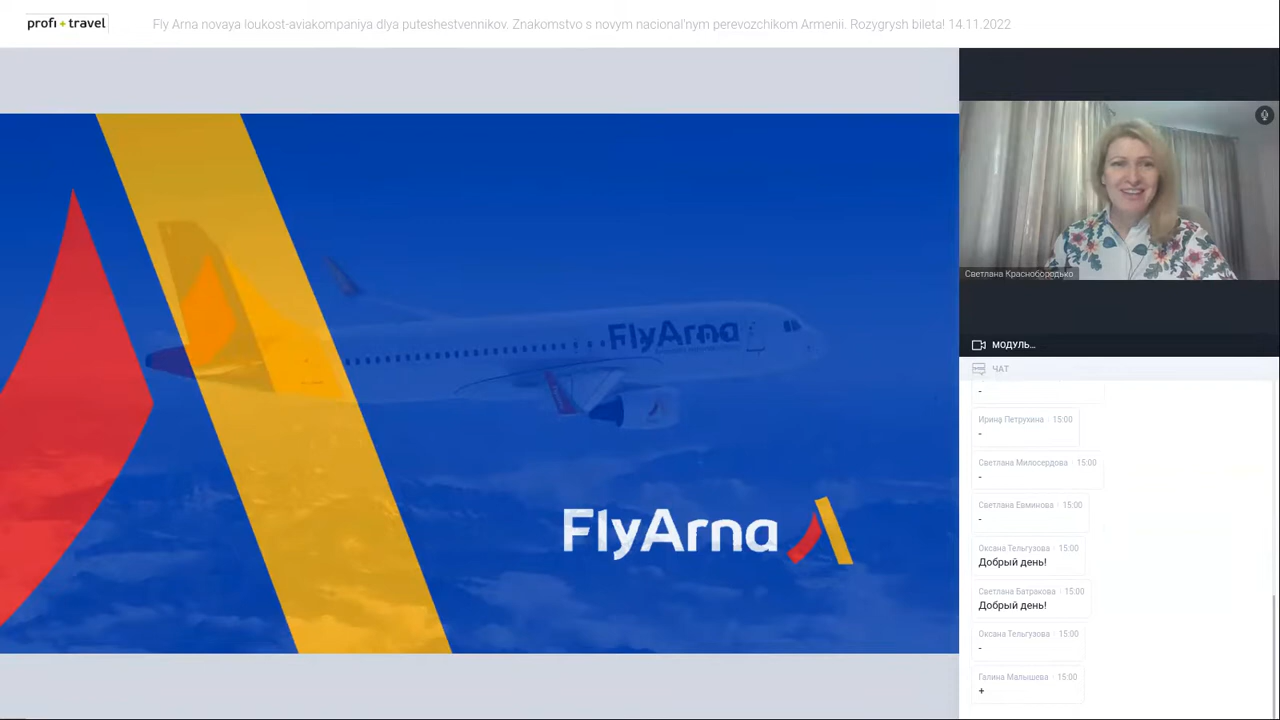 profi travel
Fly Arna novaya loukost-aviakompaniya dlya puteshestvennikov. Znakomstvo s novym nacional'nym perevozchikom Armenii. Rozygrysh bileta! 14.11.2022
FlyArna
FlyArna
Светлана Краснобородько
МОДУЛЬ...
ЧАТ
-
Ирина Петрухина 15:00
-
Светлана Милосердова 15:00
-
Светлана Евминова 15:00
-
Оксана Тельгузова 15:00
Добрый день!
Светлана Батракова 15:00
Добрый день!
Оксана Тельгузова 15:00
-
Галина Малышева 15:00
+